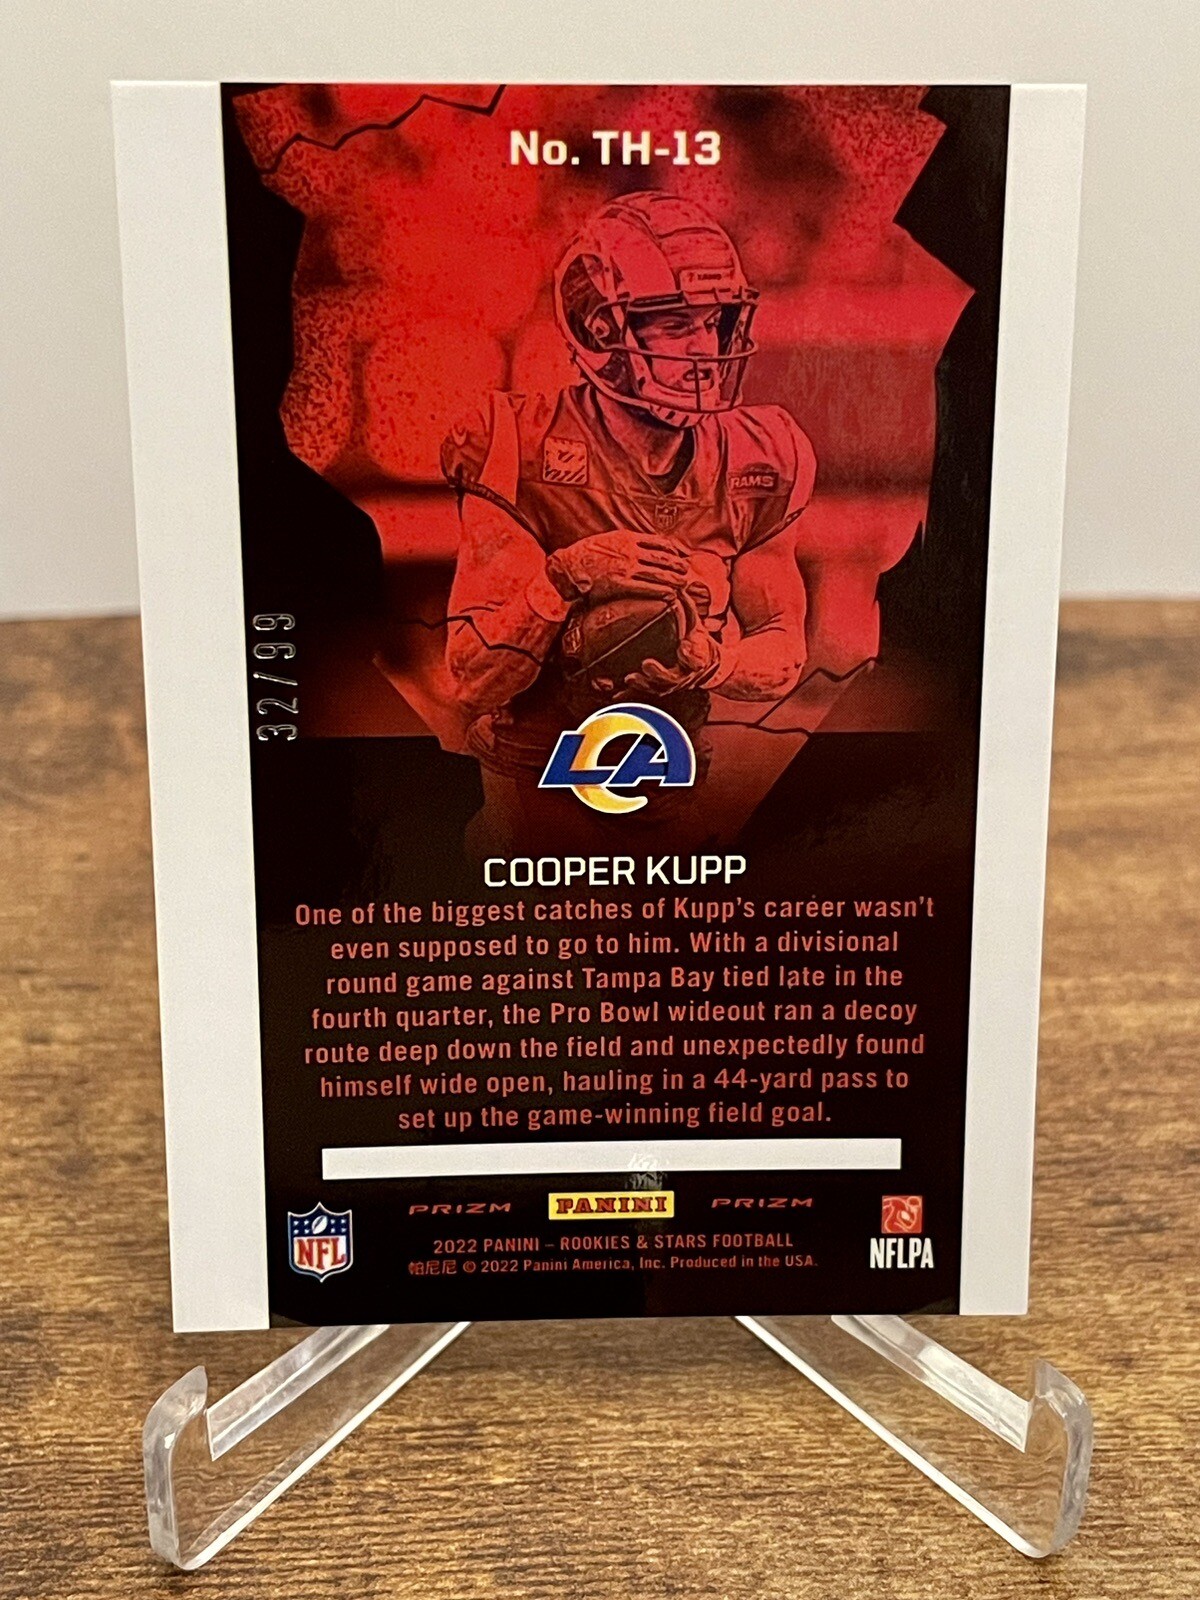 No. TH-13
RAMS
32/99
LA
COOPER KUPP
One of the biggest catches of Kupp's career wasn't
even supposed to go to him. With a divisional
round game against Tampa Bay tied late in the
fourth quarter, the Pro Bowl wideout ran a decoy
route deep down the field and unexpectedly found
himself wide open, hauling in a 44-yard pass to
set up the game-winning field goal.
PRIZM PANINI PRIZM
NFL
NFLPA
2022 PANINI – ROOKIES & STARS FOOTBALL
帕尼尼 © 2022 Panini America, Inc. Produced in the USA.